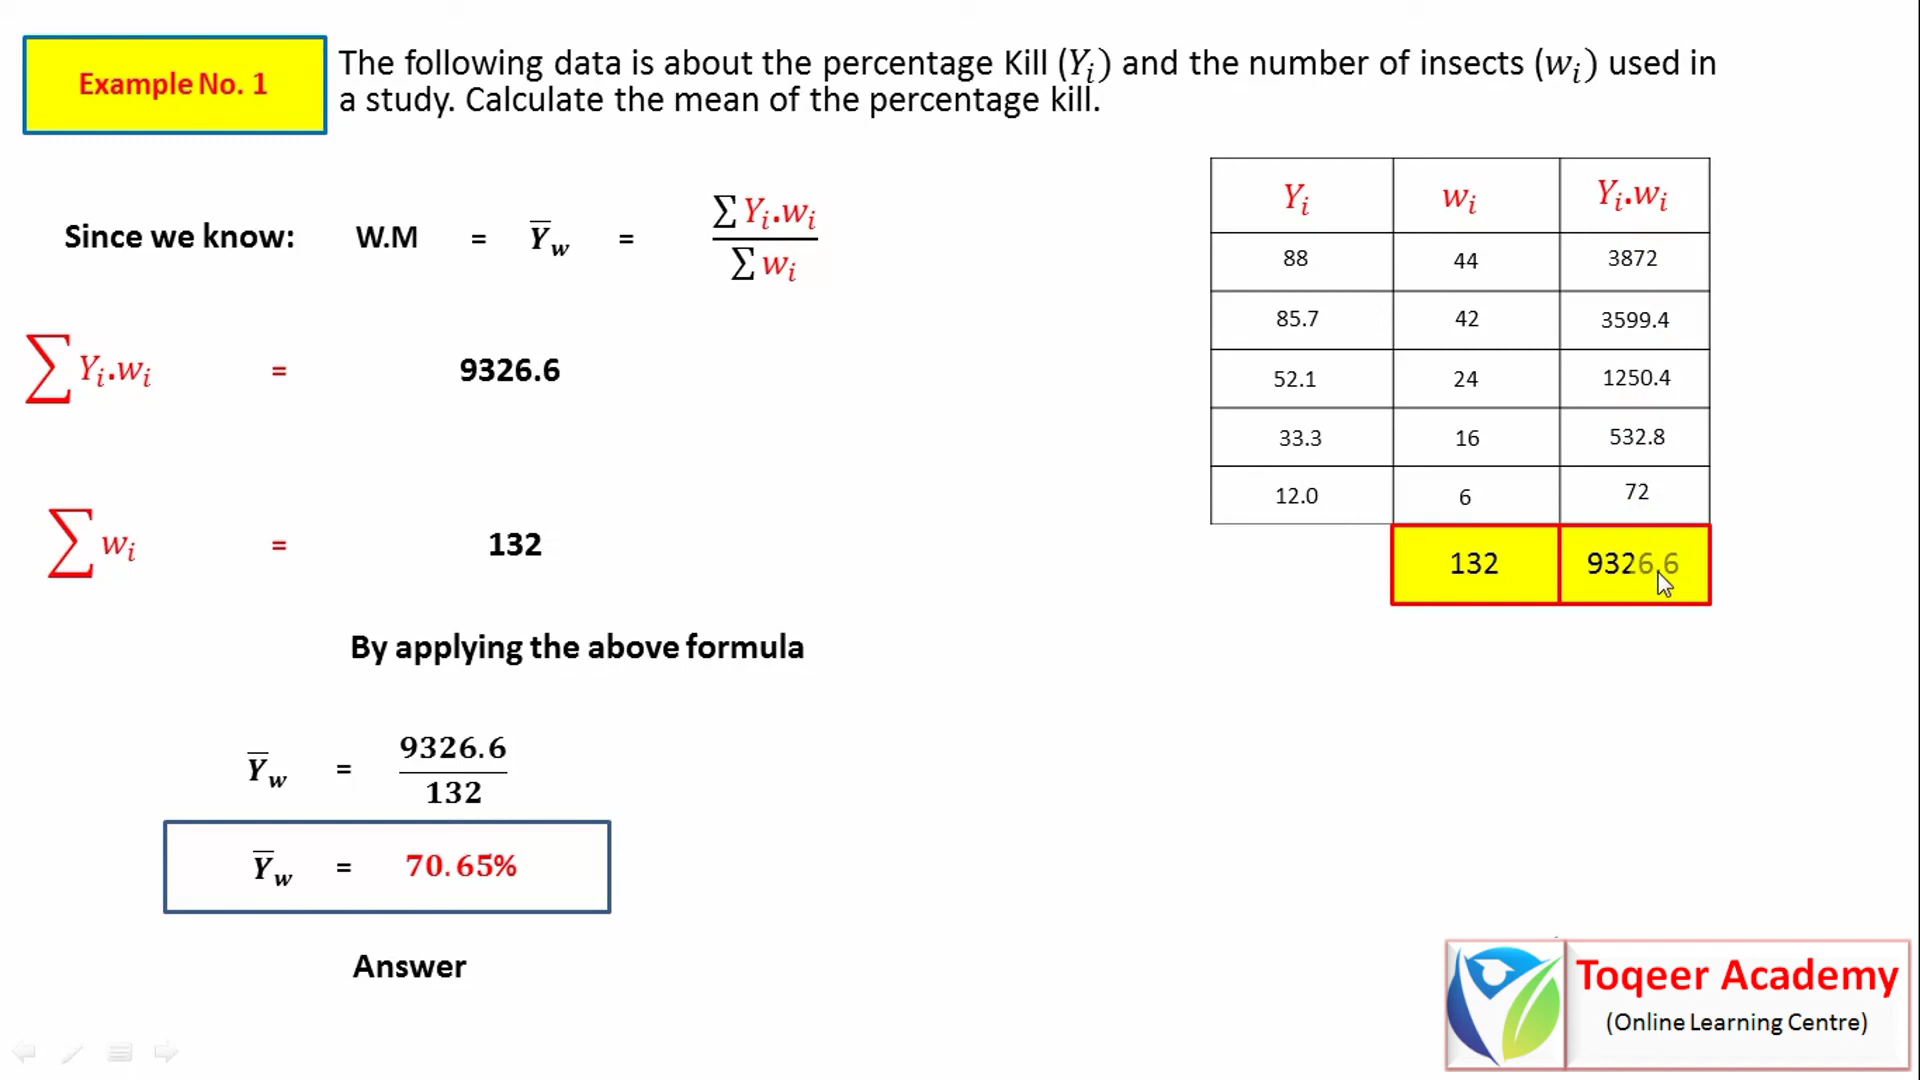 Example No. 1
The following data is about the percentage Kill (Yᵢ) and the number of insects (wᵢ) used in
a study. Calculate the mean of the percentage kill.
Since we know: W.M = Y̅w = ∑ Yᵢ.wᵢ / ∑ wᵢ
∑ Yᵢ.wᵢ = 9326.6
∑ wᵢ = 132
By applying the above formula
Y̅w = 9326.6 / 132
Y̅w = 70.65%
Answer
Yᵢ wᵢ Yᵢ.wᵢ
88 44 3872
85.7 42 3599.4
52.1 24 1250.4
33.3 16 532.8
12.0 6 72
132 9326.6
Toqeer Academy
(Online Learning Centre)